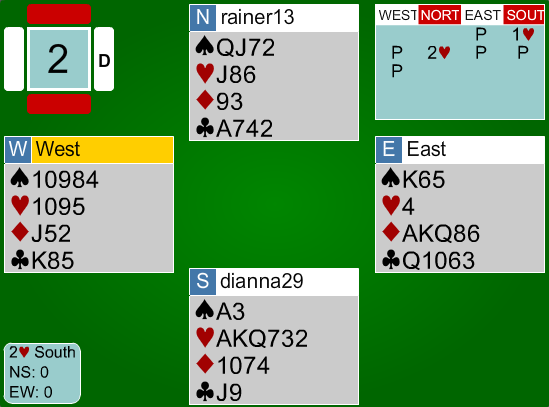 N rainer13
♠QJ72
♥J86
♦93
♣A742
WEST NORT EAST SOUT
P 1♥
P 2♥ P P
P
2 D
W West
♠10984
♥1095
♦J52
♣K85
E East
♠K65
♥4
♦AKQ86
♣Q1063
S dianna29
♠A3
♥AKQ732
♦1074
♣J9
2♥ South
NS: 0
EW: 0